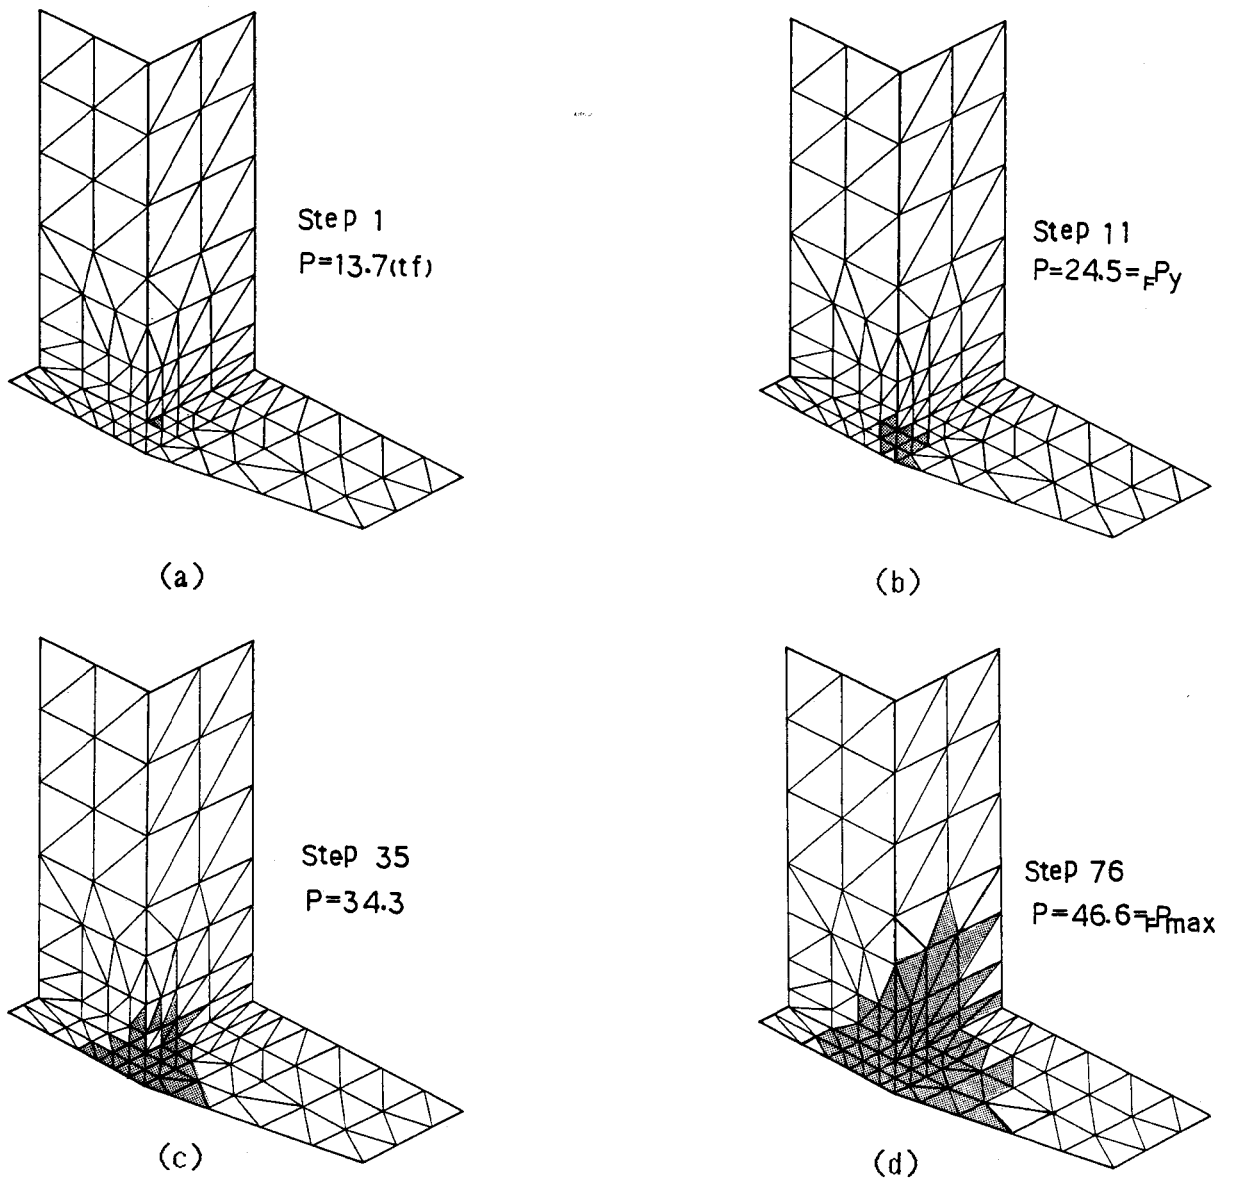 Step 1
P=13.7(tf)
(a)
Step 11
P=24.5=FPy
(b)
Step 35
P=34.3
(c)
Step 76
P=46.6=FPmax
(d)